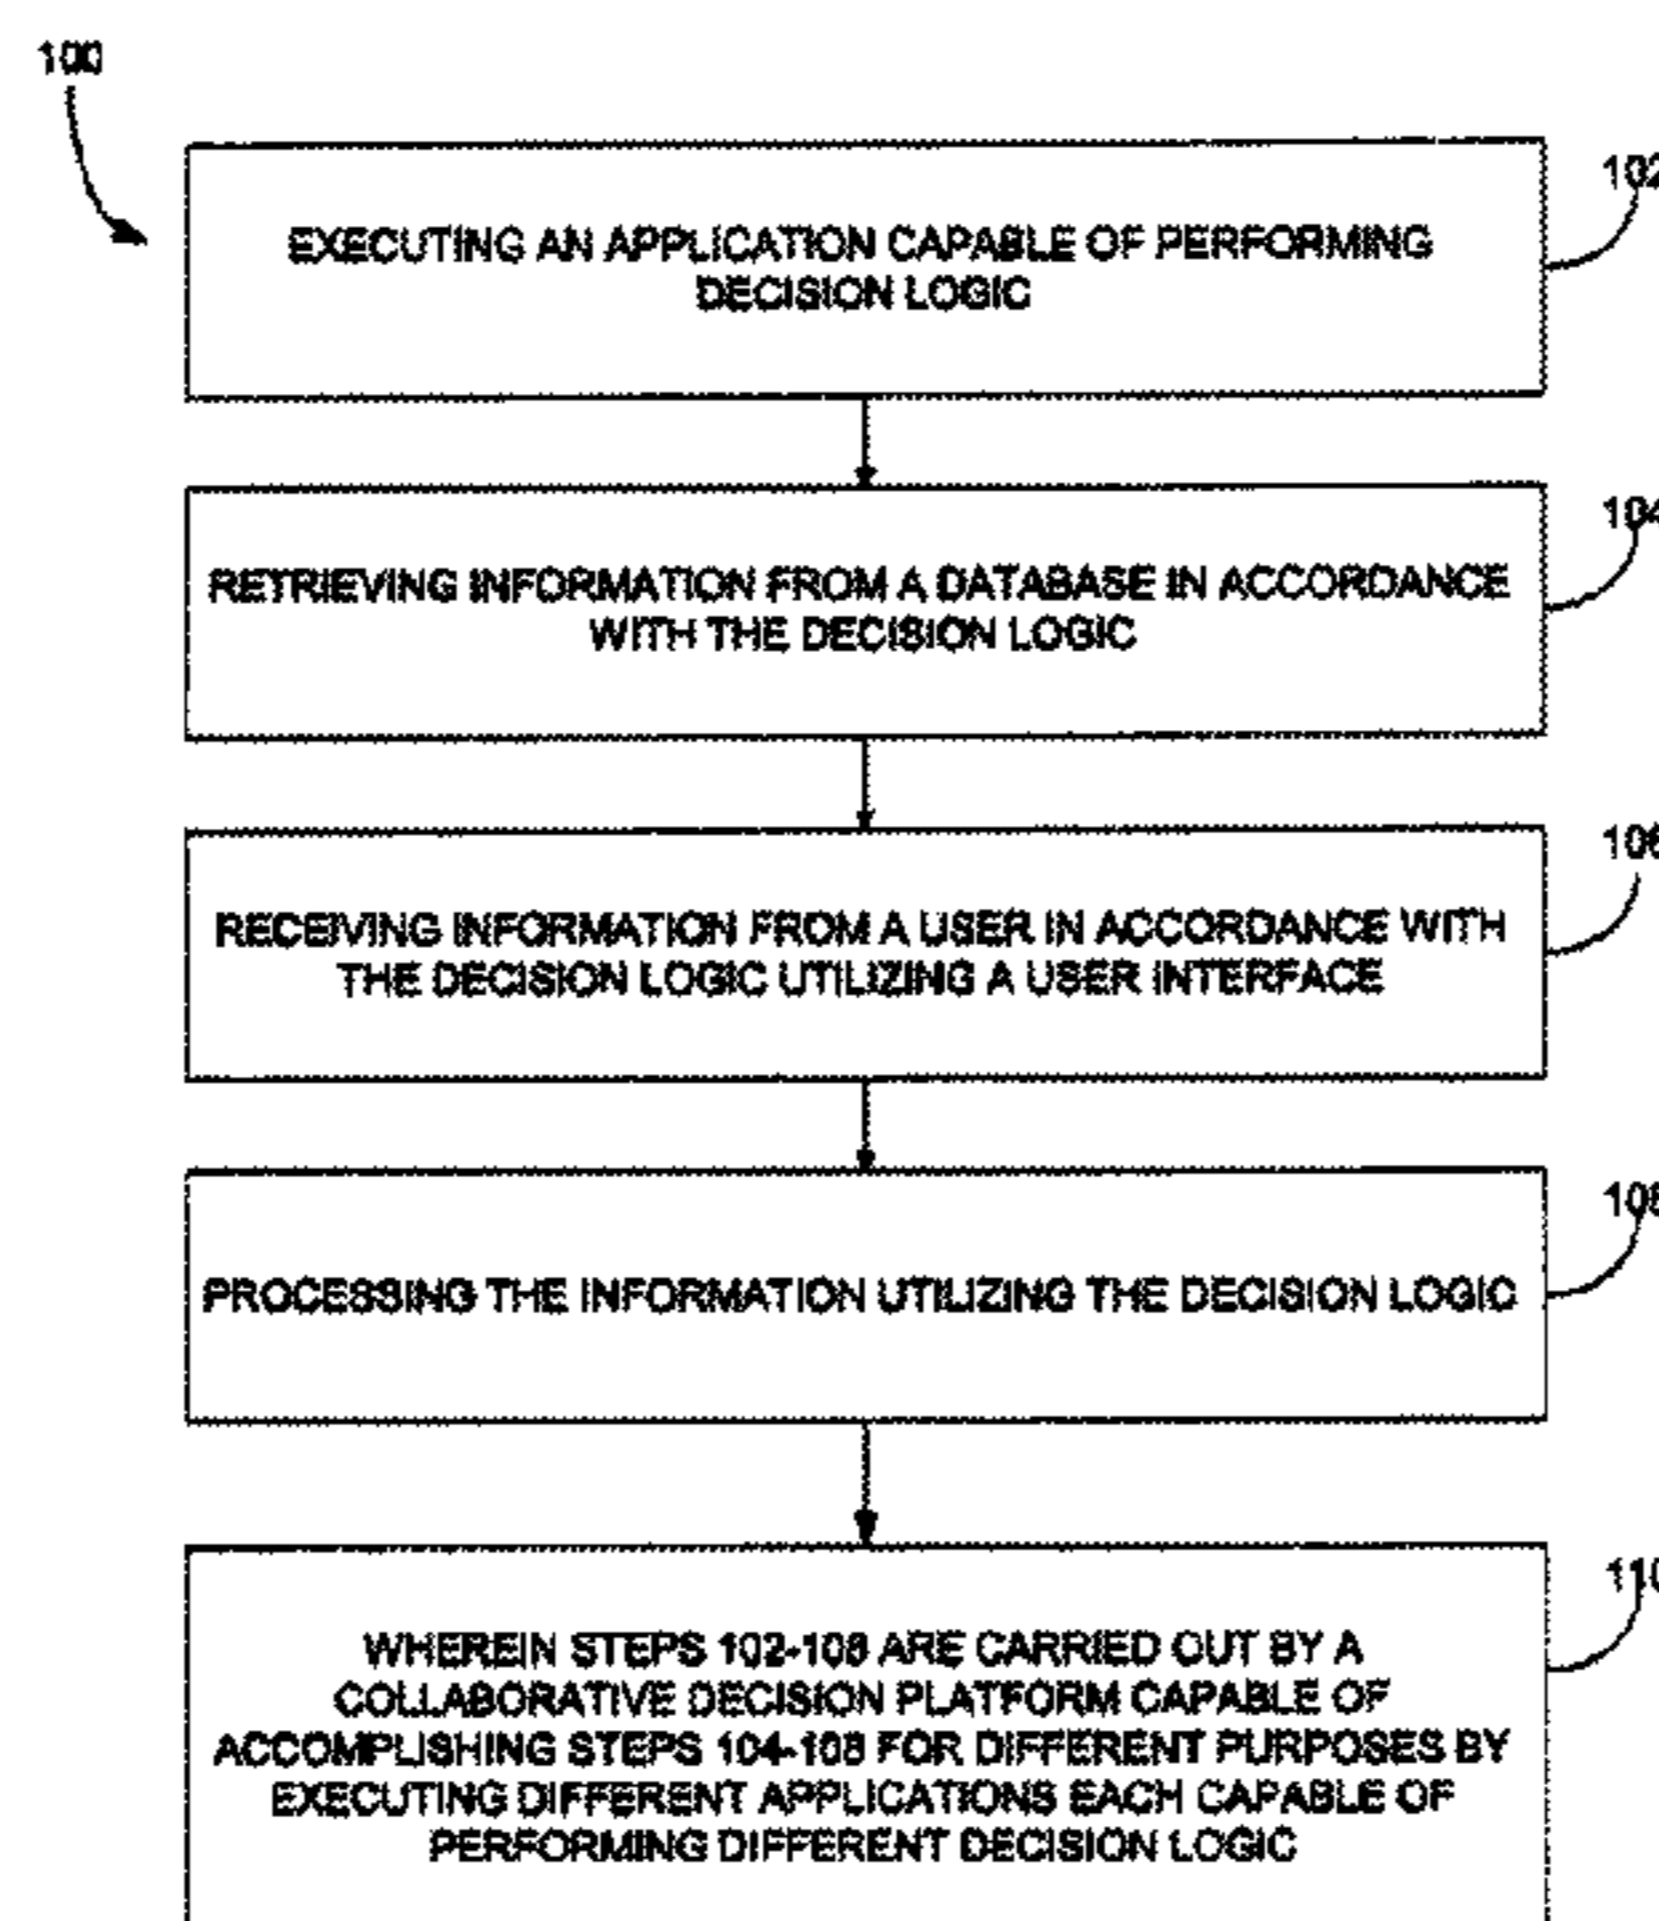 100
102
EXECUTING AN APPLICATION CAPABLE OF PERFORMING
DECISION LOGIC
104
RETRIEVING INFORMATION FROM A DATABASE IN ACCORDANCE
WITH THE DECISION LOGIC
106
RECEIVING INFORMATION FROM A USER IN ACCORDANCE WITH
THE DECISION LOGIC UTILIZING A USER INTERFACE
108
PROCESSING THE INFORMATION UTILIZING THE DECISION LOGIC
110
WHEREIN STEPS 102-108 ARE CARRIED OUT BY A
COLLABORATIVE DECISION PLATFORM CAPABLE OF
ACCOMPLISHING STEPS 104-108 FOR DIFFERENT PURPOSES BY
EXECUTING DIFFERENT APPLICATIONS EACH CAPABLE OF
PERFORMING DIFFERENT DECISION LOGIC